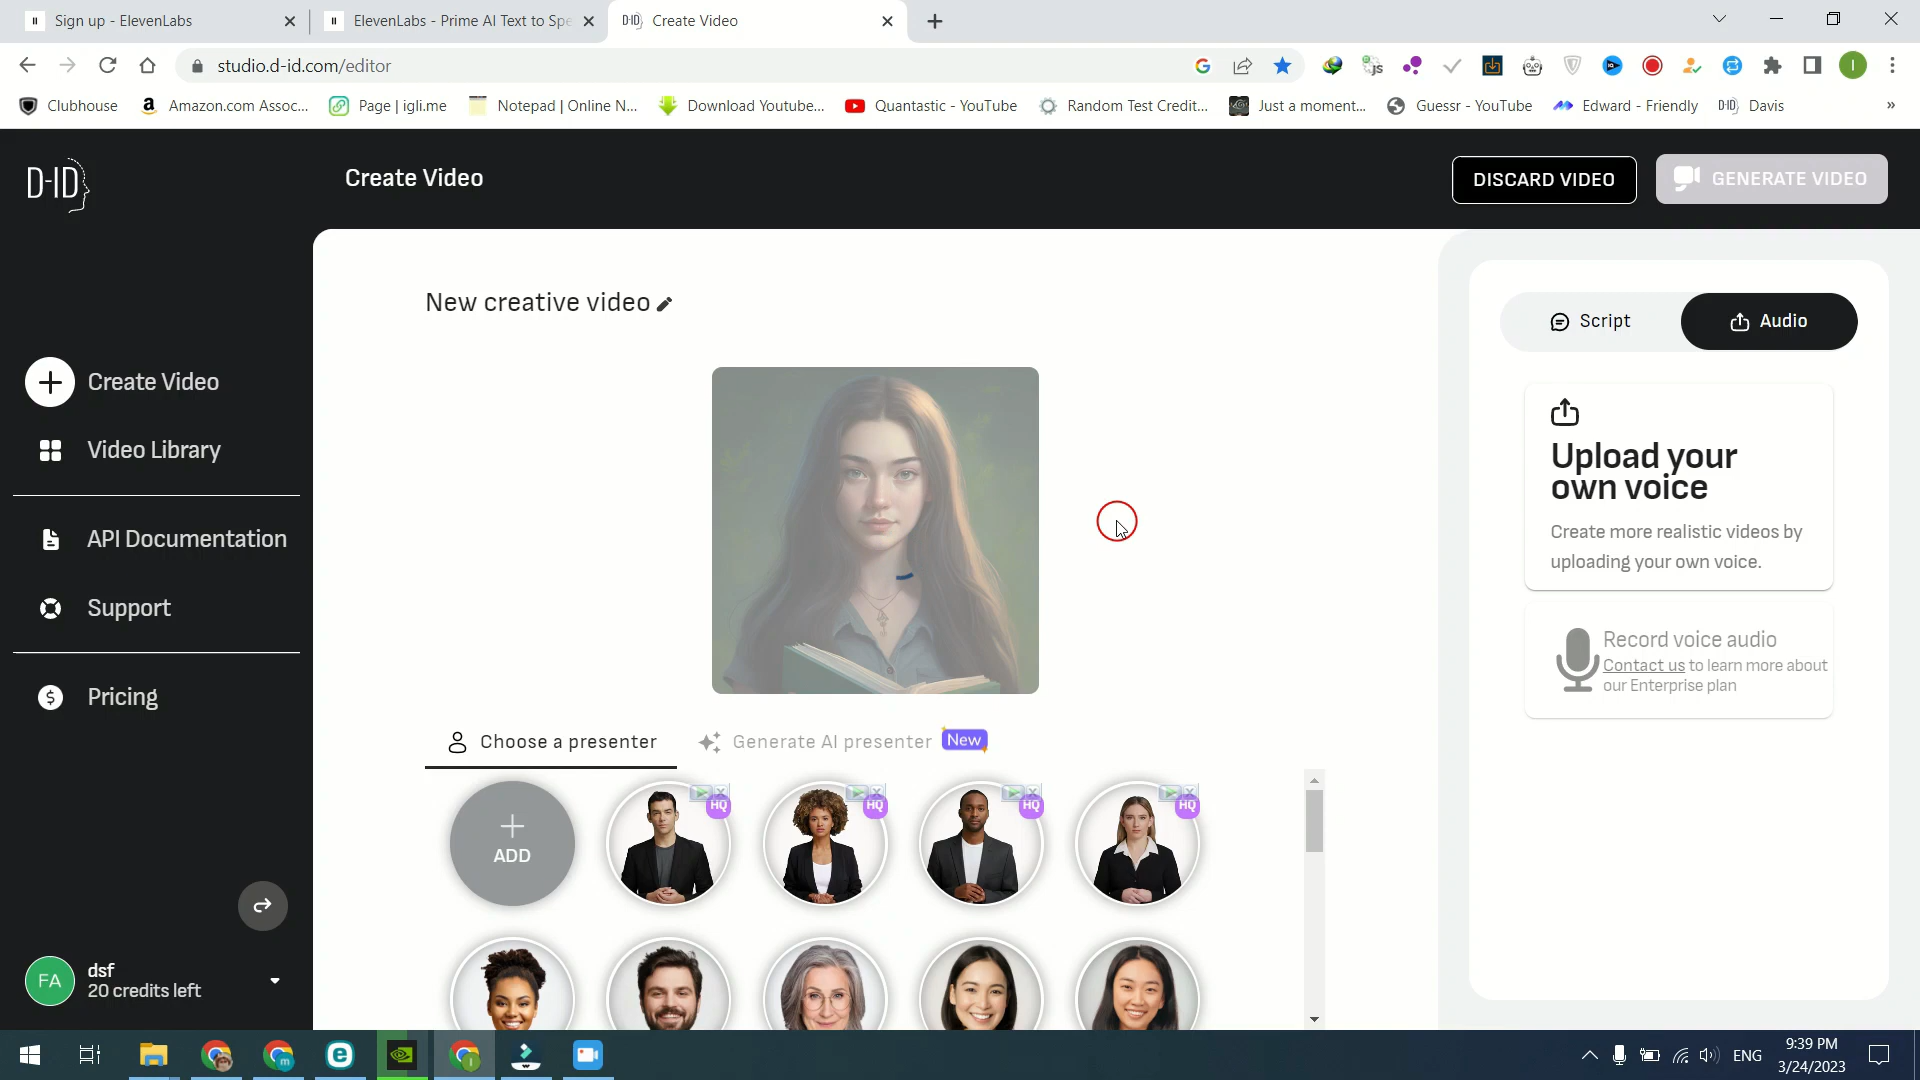 Sign up - ElevenLabs
ElevenLabs - Prime AI Text to Spe
D-ID Create Video
studio.d-id.com/editor
I
Clubhouse
a Amazon.com Assoc...
Page | igli.me
Notepad | Online N...
Download Youtube...
Quantastic - YouTube
Random Test Credit...
Just a moment...
Guessr - YouTube
Edward - Friendly
D-ID Davis
»
D-ID
Create Video
DISCARD VIDEO
GENERATE VIDEO
New creative video
Script
Audio
Create Video
Video Library
API Documentation
Support
$ Pricing
Upload your
own voice
Create more realistic videos by
uploading your own voice.
Record voice audio
Contact us to learn more about
our Enterprise plan
Choose a presenter
Generate AI presenter New
ADD
HQ
HQ
HQ
HQ
FA
dsf
20 credits left
ENG
9:39 PM
3/24/2023